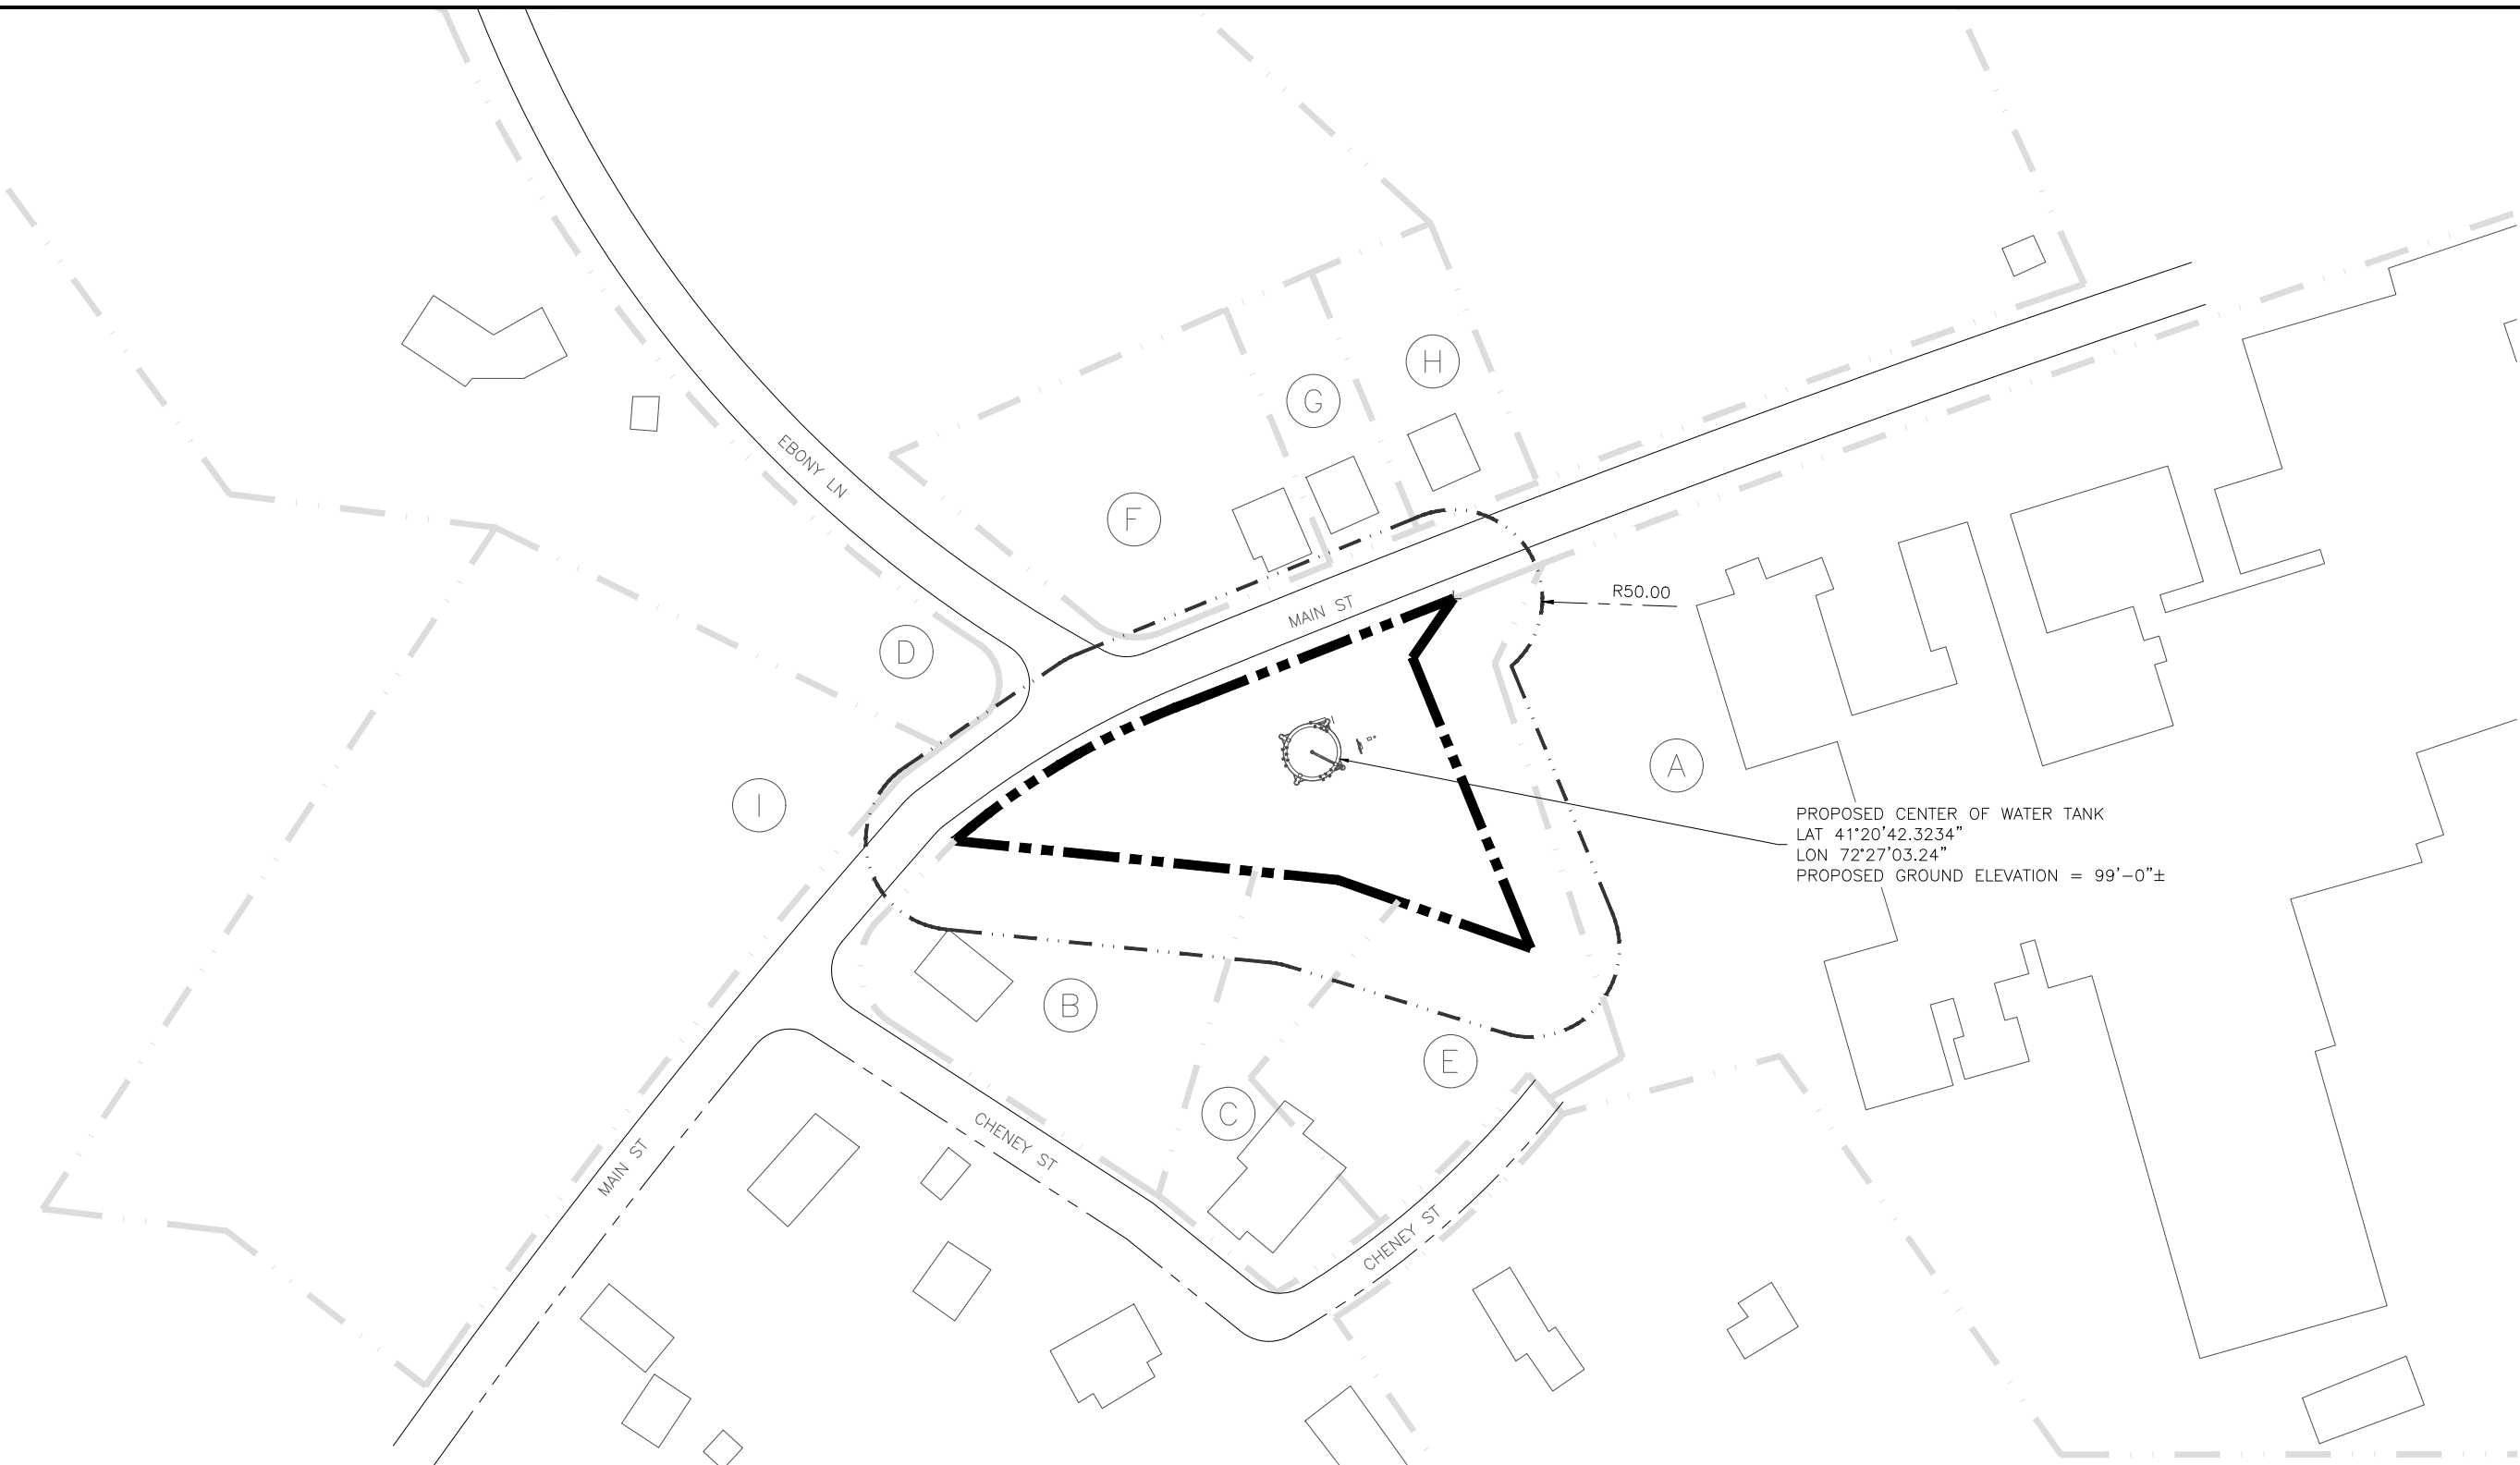 H
G
EBONY LN
F
R50.00
MAIN ST
D
A
I
PROPOSED CENTER OF WATER TANK
LAT 41°20'42.3234"
LON 72°27'03.24"
PROPOSED GROUND ELEVATION = 99'-0"±
B
E
C
CHENEY ST
MAIN ST
CHENEY ST